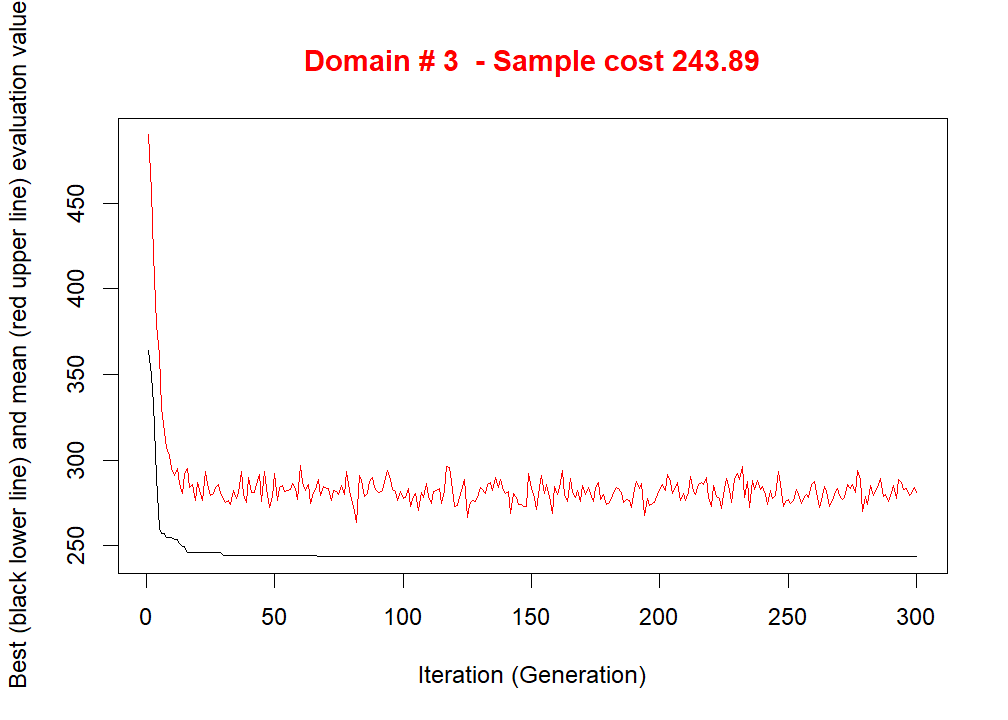 Domain # 3  - Sample cost 243.89
Best (black lower line) and mean (red upper line) evaluation value
450
400
350
300
250
0 50 100 150 200 250 300
Iteration (Generation)